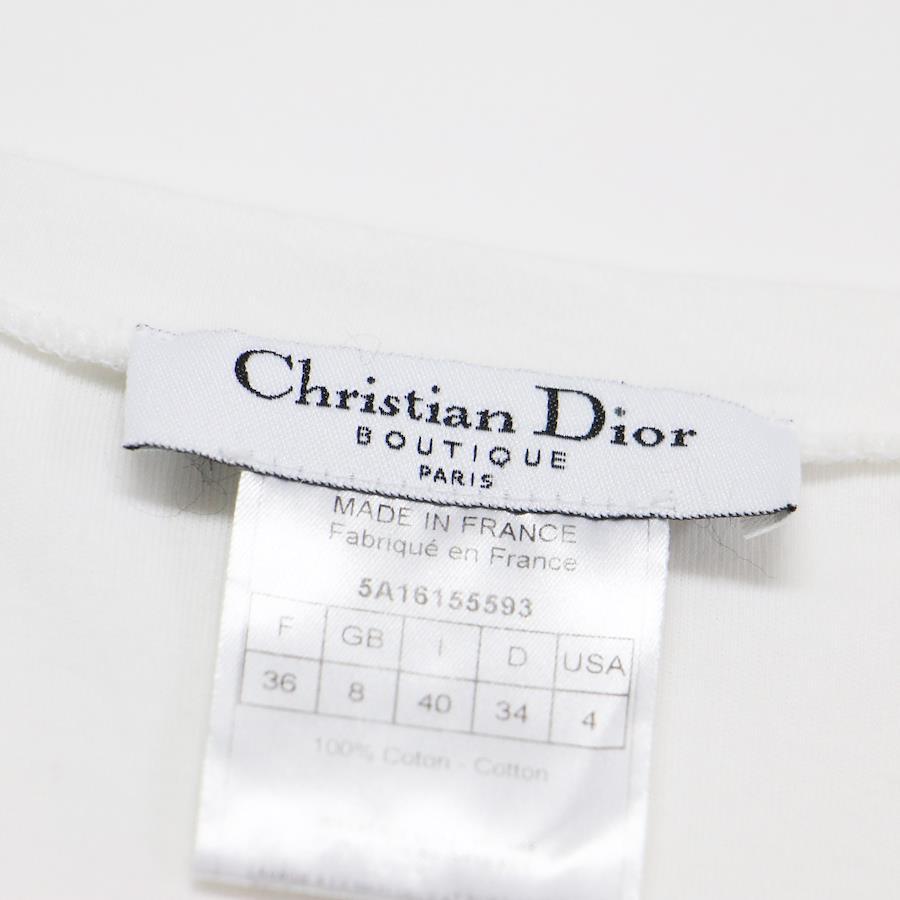 Christian Dior
BOUTIQUE
PARIS
MADE IN FRANCE
Fabriqué en France
5A16155593
F GB I D USA
36 8 40 34 4
100% Coton - Cotton